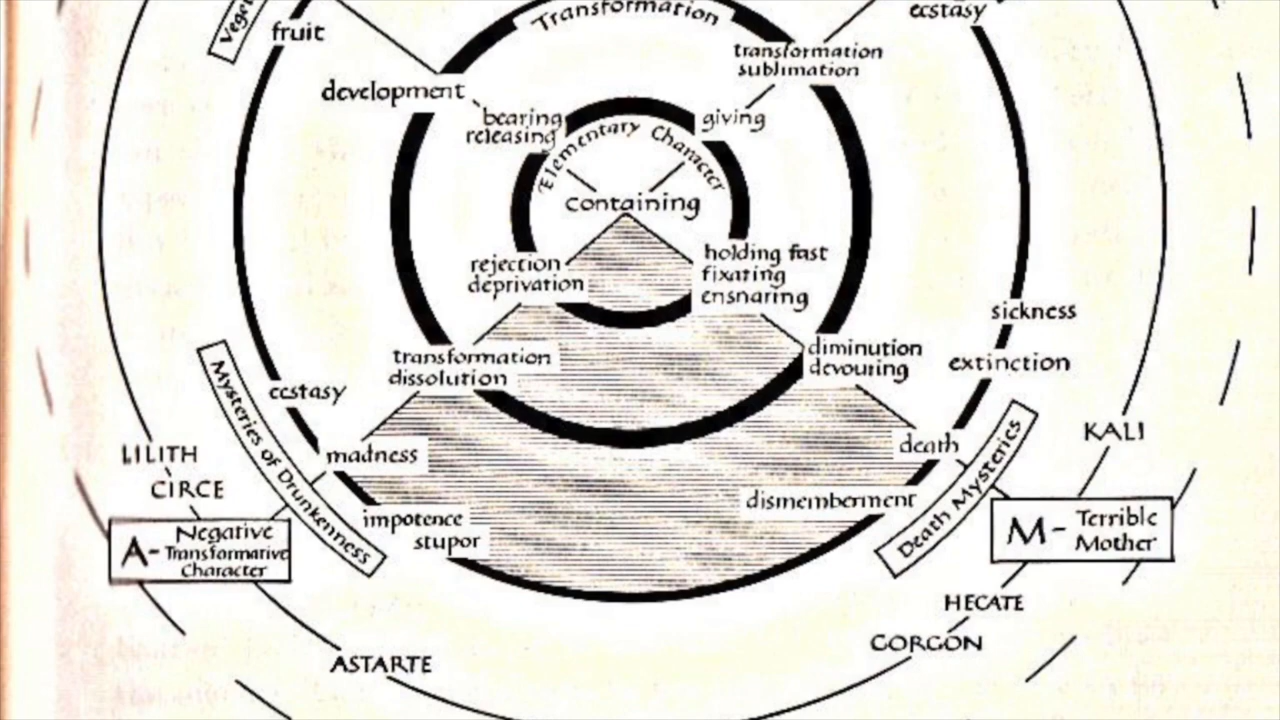 Transformation
ecstasy
fruit
transformation
sublimation
development
bearing
releasing
giving
Elementary Character
Containing
rejection
deprivation
holding fast
fixating
ensnaring
sickness
transformation
dissolution
diminution
devouring
extinction
ecstasy
Mysteries of Drunkenness
madness
death
KALI
LILITH
CIRCE
dismemberment
Death Mysteries
impotence
stupor
A- Negative
Transformative
Character
M- Terrible
Mother
HECATE
GORGON
ASTARTE